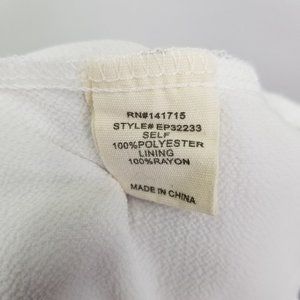 RN#141715
STYLE# EP32233
SELF
100%POLYESTER
LINING
100%RAYON
MADE IN CHINA